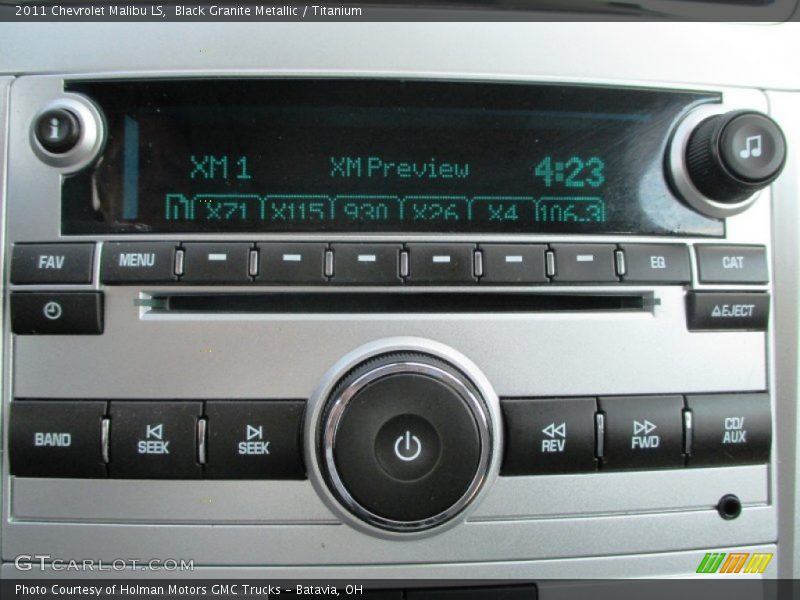 2011 Chevrolet Malibu LS, Black Granite Metallic / Titanium
i
XM 1 XM Preview 4:23
X71 X115 930 X26 X4 106.3
FAV MENU EQ CAT
EJECT
BAND SEEK SEEK REV FWD CD/
AUX
GTCarLot.com
Photo Courtesy of Holman Motors GMC Trucks - Batavia, OH